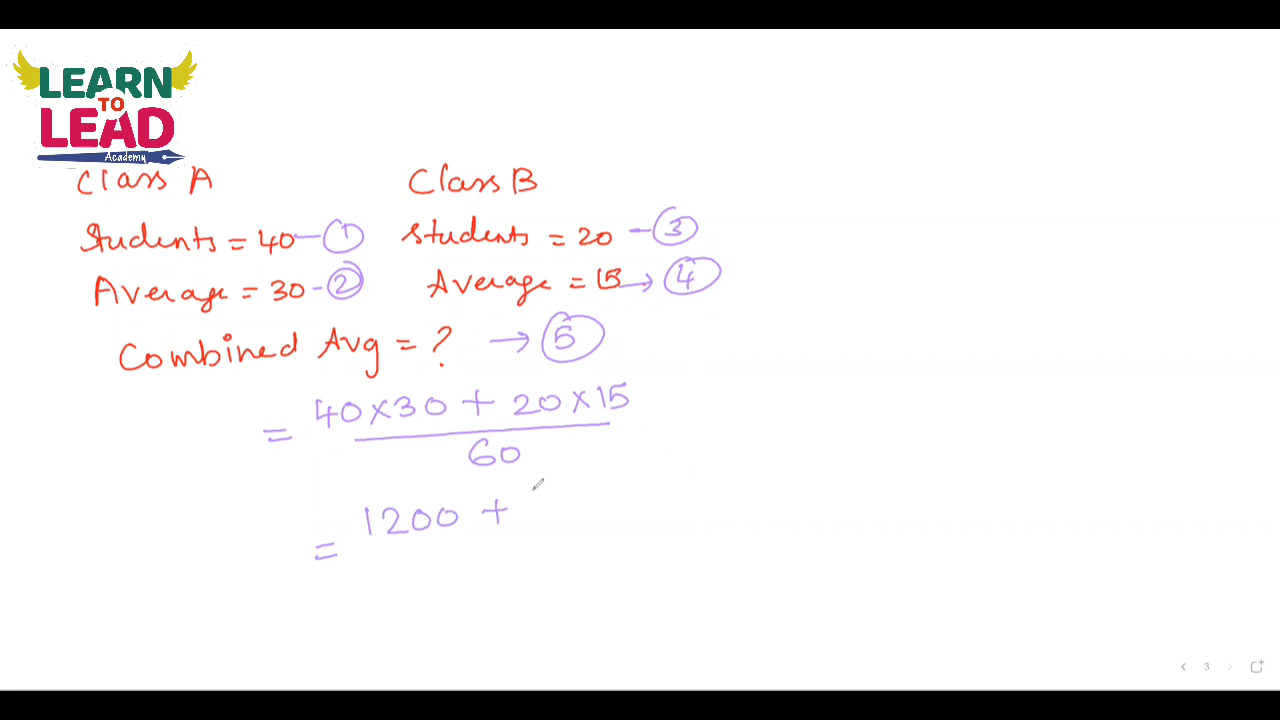 LEARN
TO
LEAD
Academy
Class A
Students = 40 - 1
Average = 30 - 2
Class B
Students = 20 - 3
Average = 15 → 4
Combined Avg = ? → 5
= 40 x 30 + 20 x 15
60
= 1200 +
3